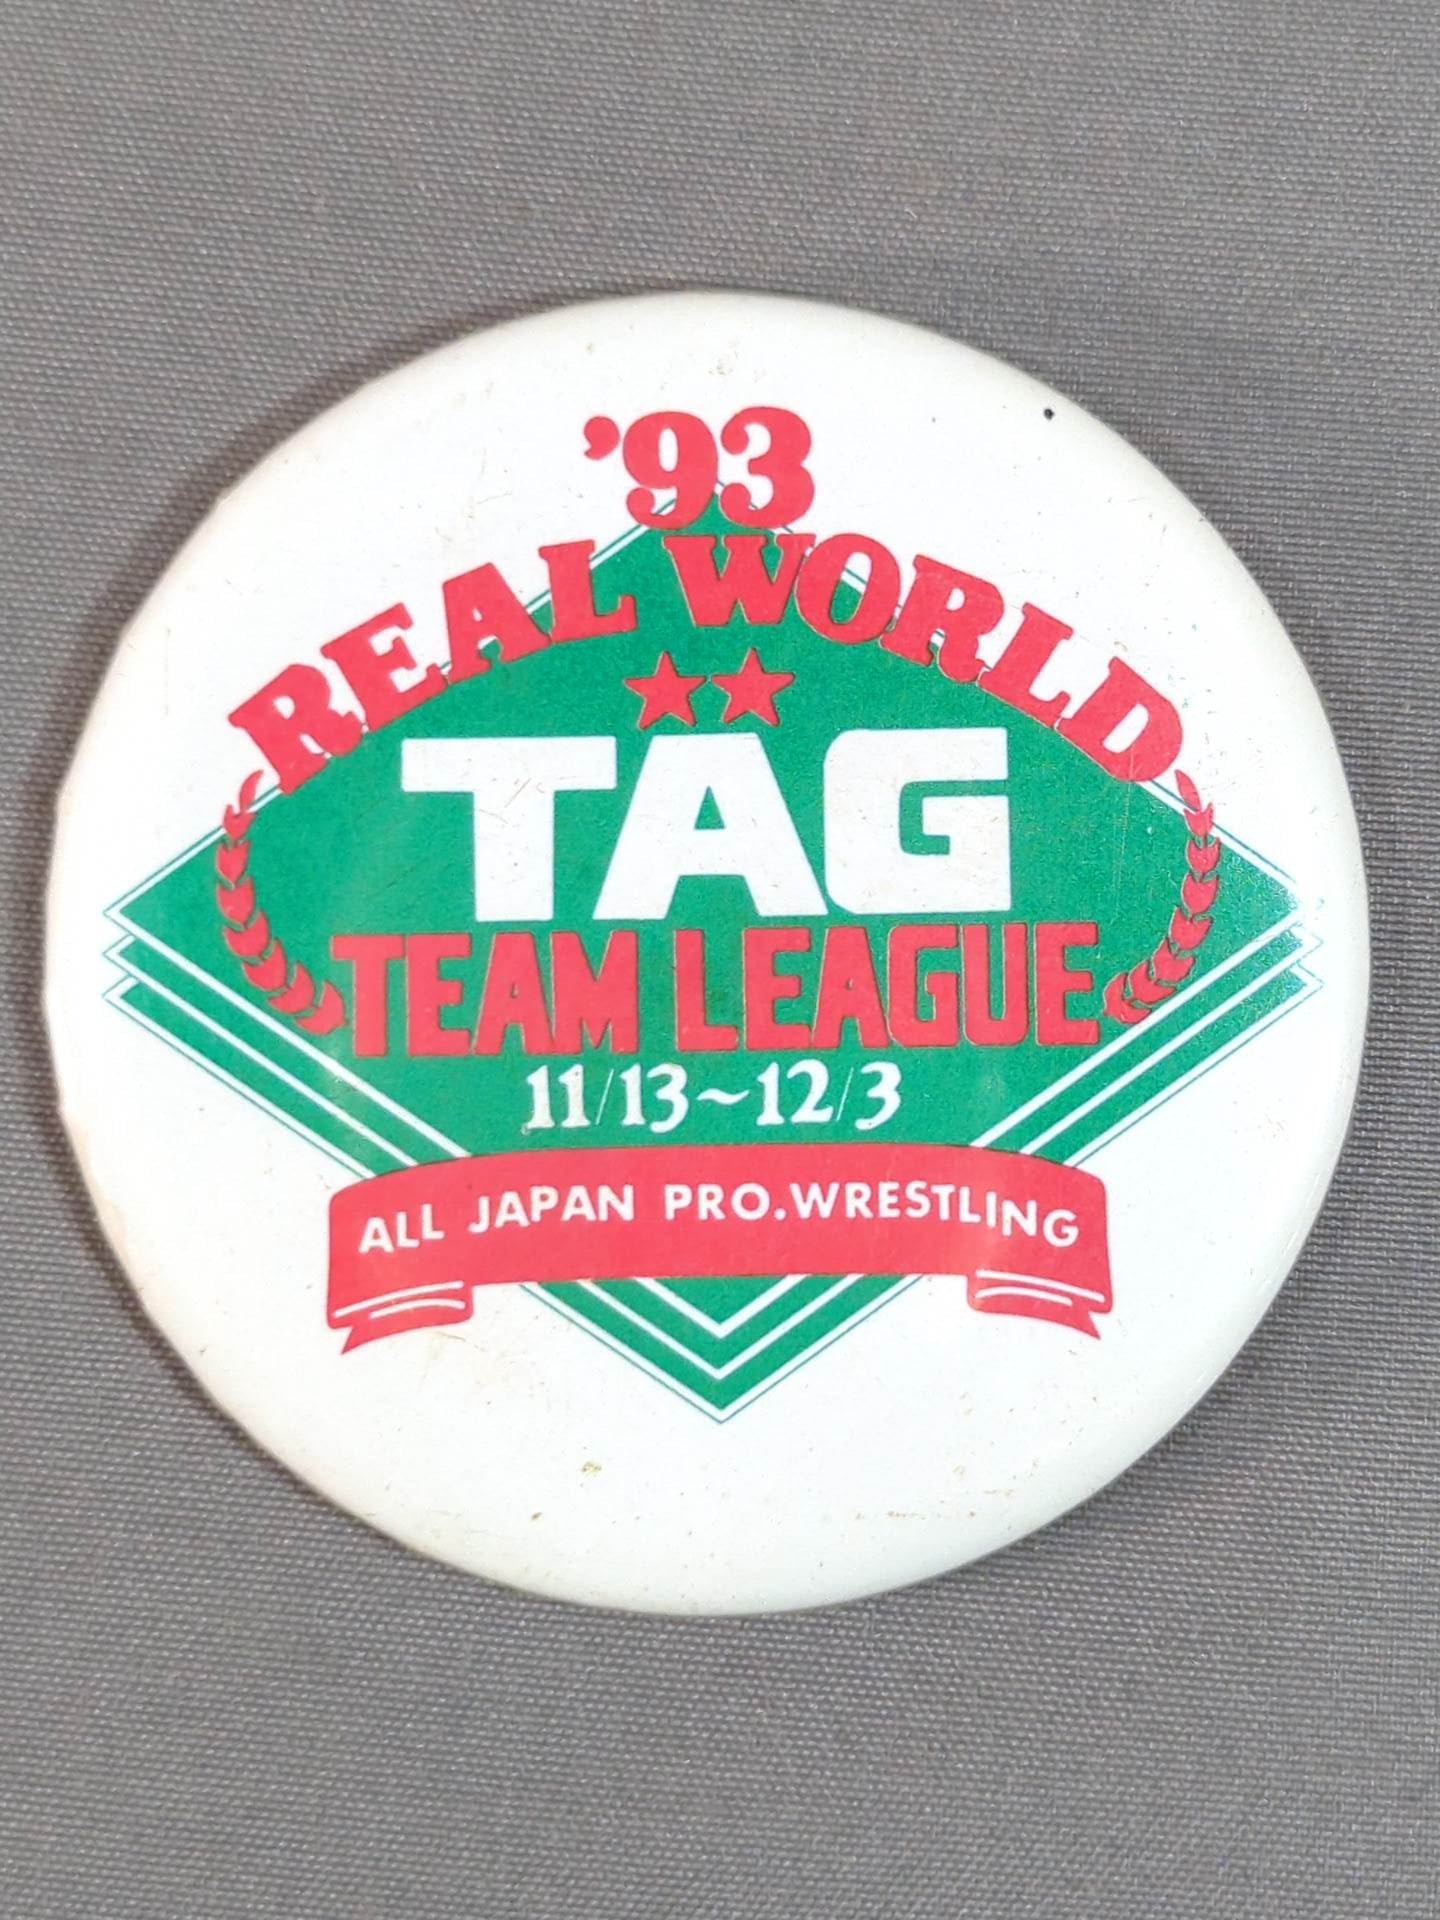 ’93
REAL WORLD
TAG
TEAM LEAGUE
11/13~12/3
ALL JAPAN PRO.WRESTLING